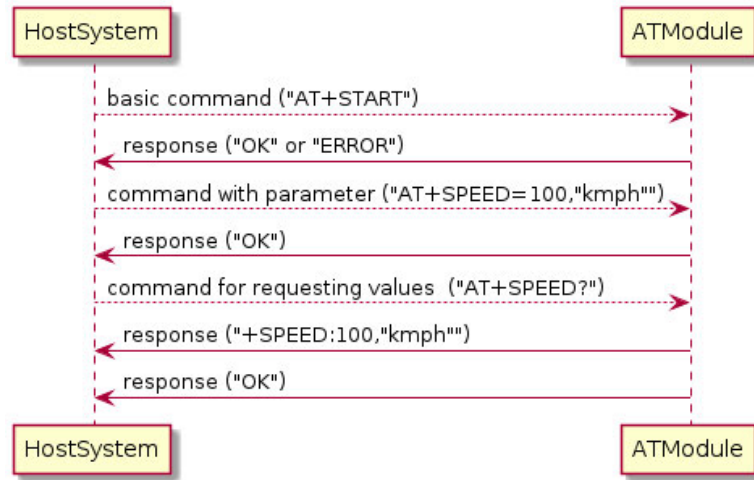 HostSystem
ATModule
basic command ("AT+START")
response ("OK" or "ERROR")
command with parameter ("AT+SPEED=100,"kmph"")
response ("OK")
command for requesting values  ("AT+SPEED?")
response ("+SPEED:100,"kmph"")
response ("OK")
HostSystem
ATModule